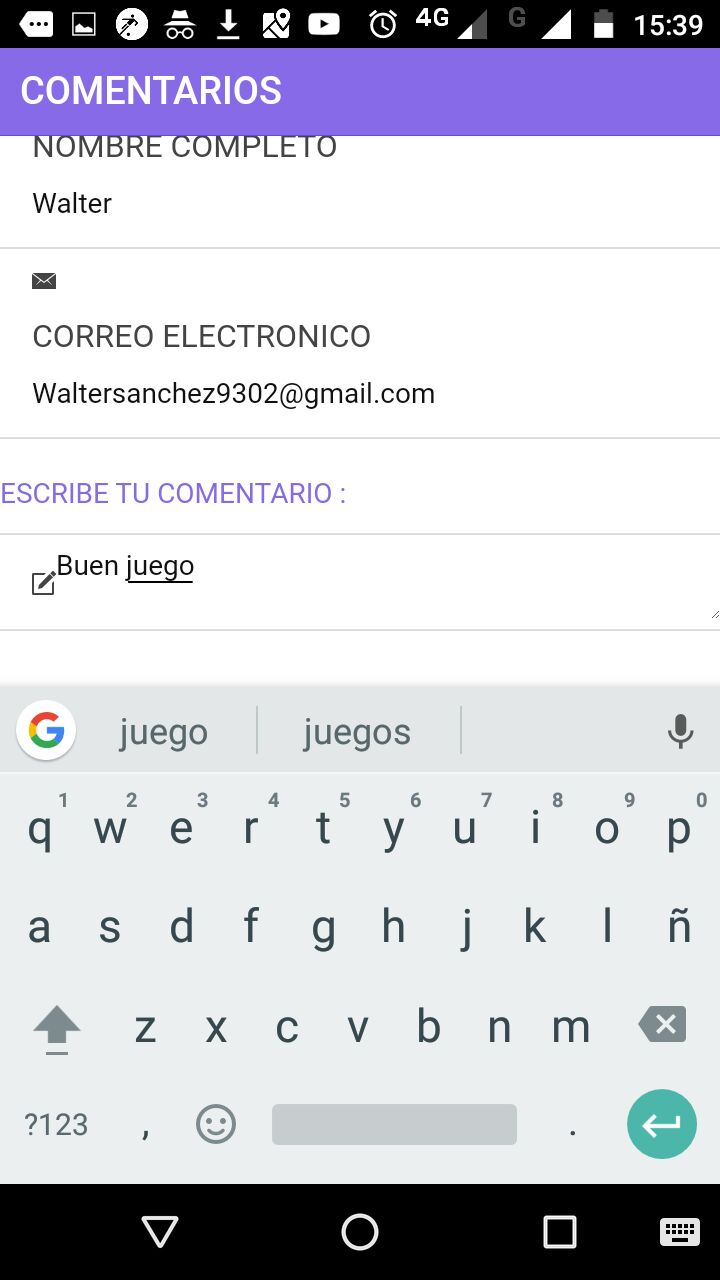 4G G 15:39
COMENTARIOS
NOMBRE COMPLETO
Walter
CORREO ELECTRONICO
Waltersanchez9302@gmail.com
ESCRIBE TU COMENTARIO :
Buen juego
G juego juegos
1 2 3 4 5 6 7 8 9 0
q w e r t y u i o p
a s d f g h j k l ñ
z x c v b n m
?123 , .